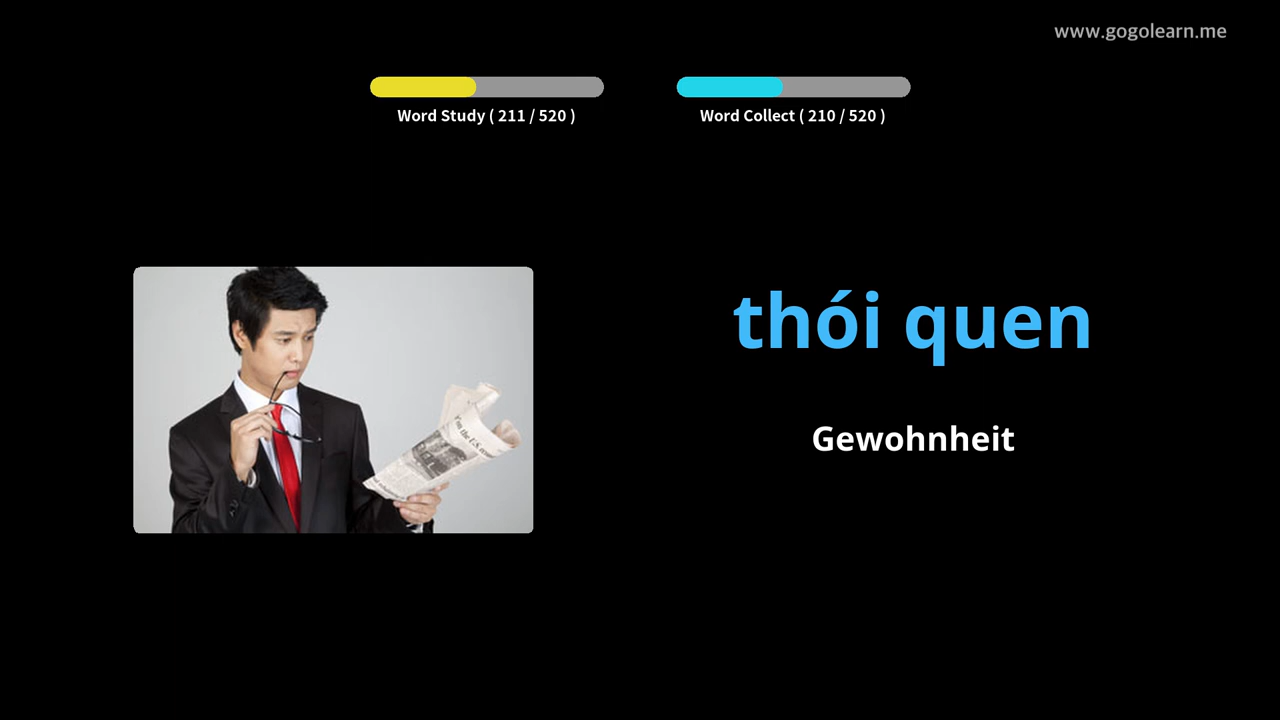 www.gogolearn.me
Word Study ( 211 / 520 )
Word Collect ( 210 / 520 )
thói quen
Gewohnheit